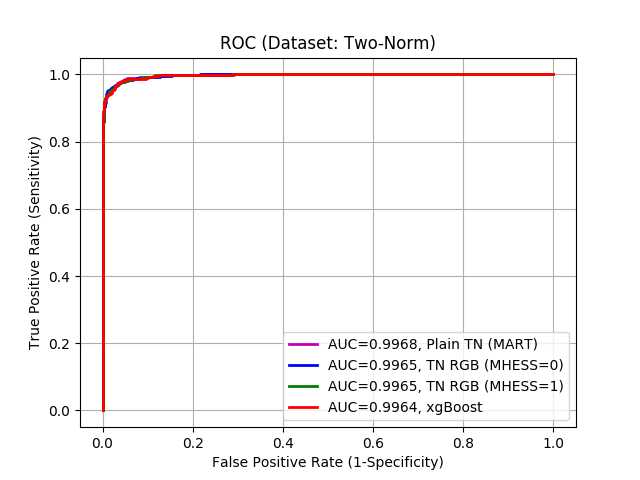 ROC (Dataset: Two-Norm)
True Positive Rate (Sensitivity)
1.0
0.8
0.6
0.4
0.2
0.0
AUC=0.9968, Plain TN (MART)
AUC=0.9965, TN RGB (MHESS=0)
AUC=0.9965, TN RGB (MHESS=1)
AUC=0.9964, xgBoost
0.0 0.2 0.4 0.6 0.8 1.0
False Positive Rate (1-Specificity)